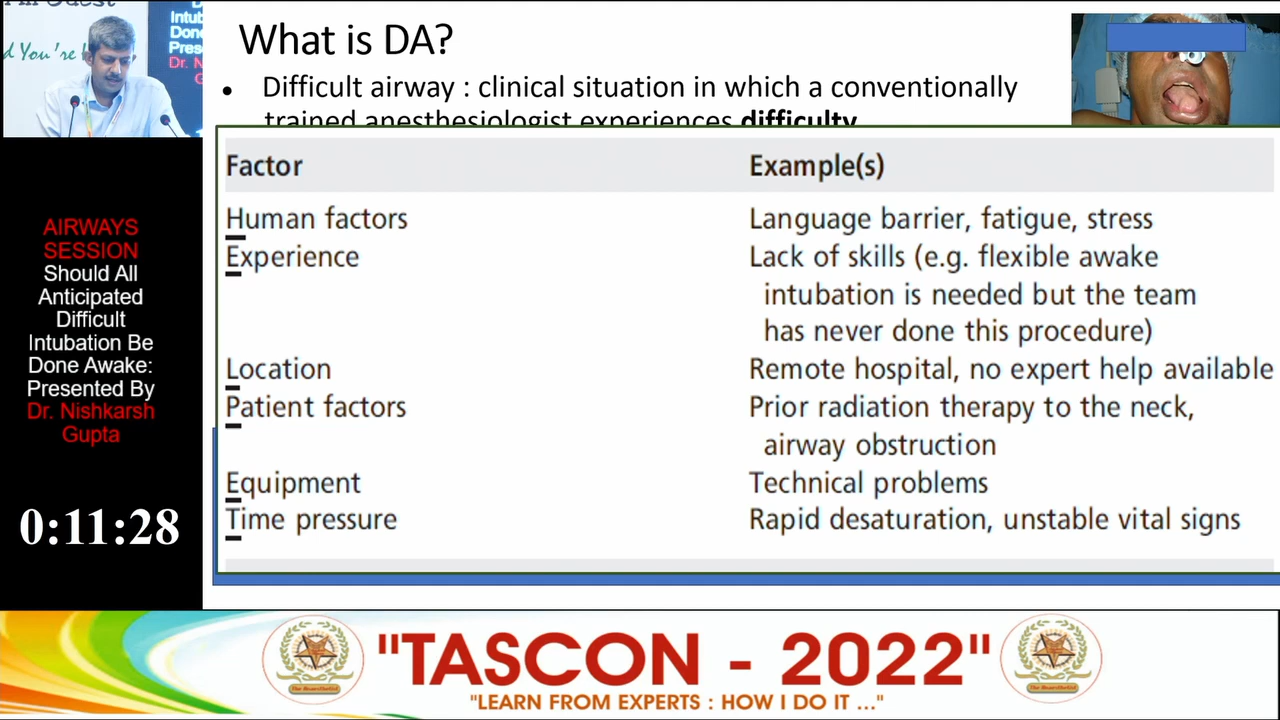 What is DA?
• Difficult airway : clinical situation in which a conventionally
trained anesthesiologist experiences difficulty
Factor Example(s)
Human factors Language barrier, fatigue, stress
Experience Lack of skills (e.g. flexible awake
intubation is needed but the team
has never done this procedure)
Location Remote hospital, no expert help available
Patient factors Prior radiation therapy to the neck,
airway obstruction
Equipment Technical problems
Time pressure Rapid desaturation, unstable vital signs
AIRWAYS
SESSION
Should All
Anticipated
Difficult
Intubation Be
Done Awake:
Presented By
Dr. Nishkarsh
Gupta
0:11:28
"TASCON - 2022"
"LEARN FROM EXPERTS : HOW I DO IT ..."